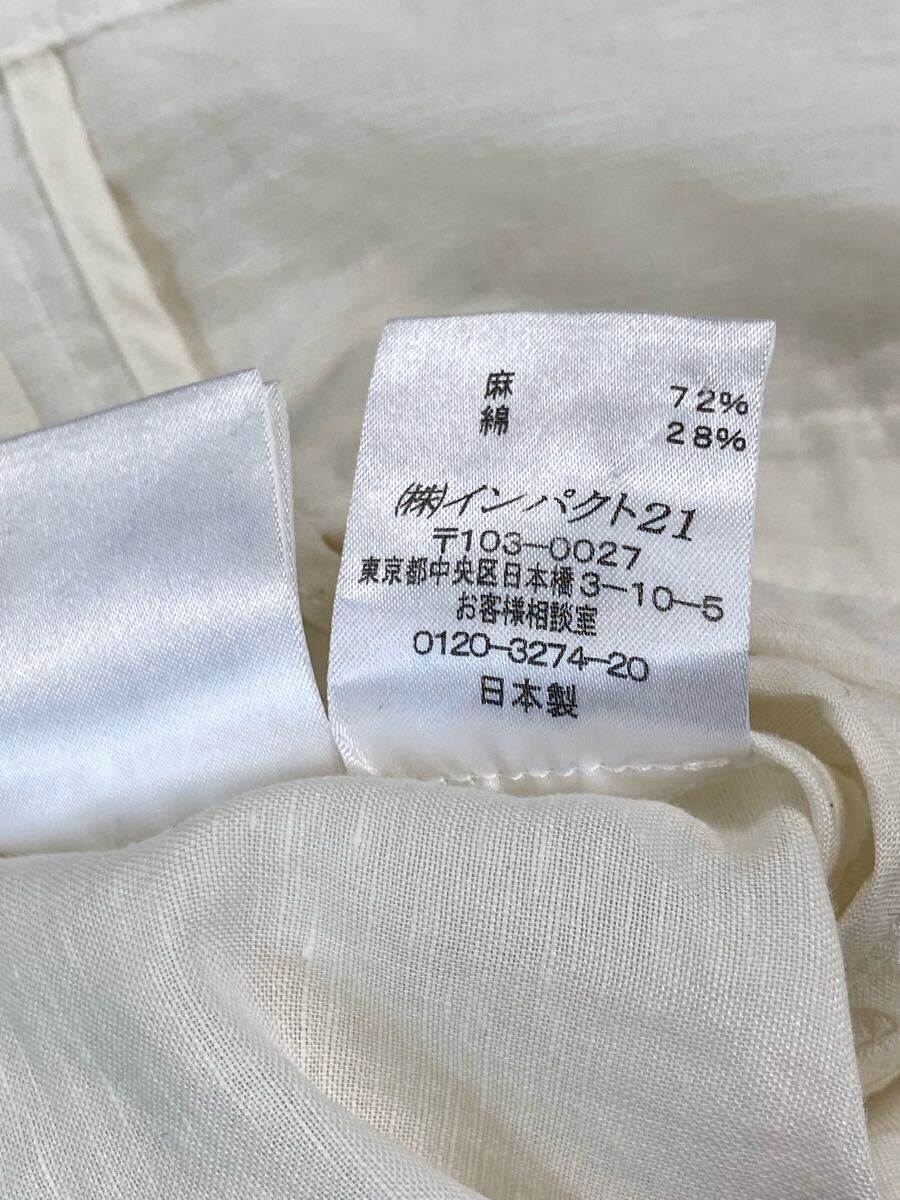 麻 72%
綿 28%
(株)インパクト21
〒103-0027
東京都中央区日本橋3-10-5
お客様相談室
0120-3274-20
日本製